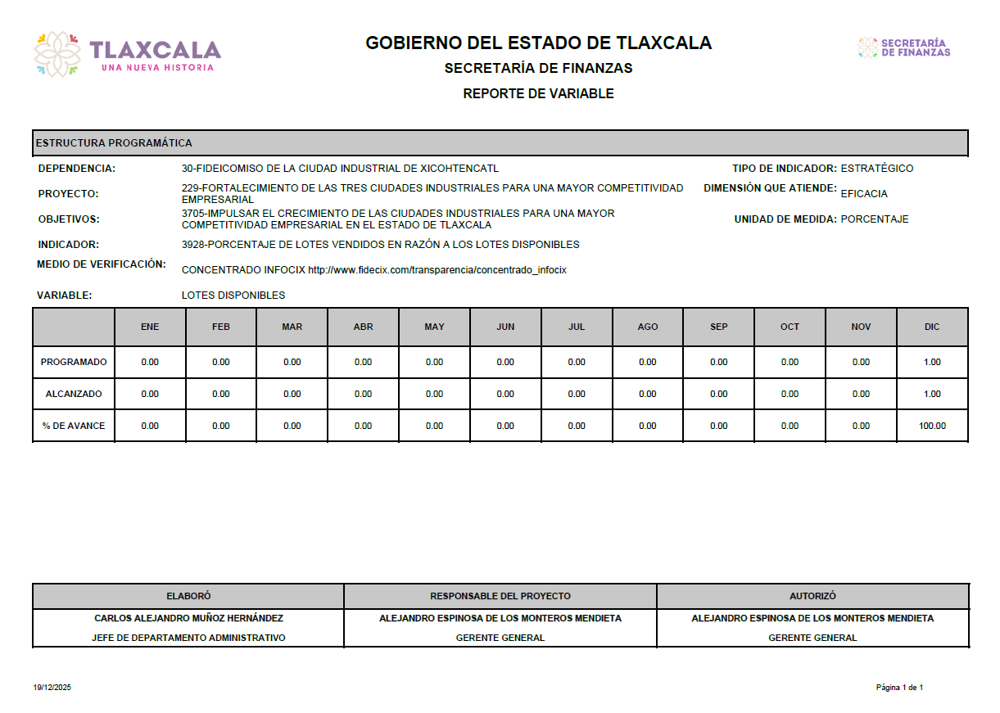 TLAXCALA
UNA NUEVA HISTORIA
GOBIERNO DEL ESTADO DE TLAXCALA
SECRETARÍA DE FINANZAS
REPORTE DE VARIABLE
SECRETARÍA
DE FINANZAS
ESTRUCTURA PROGRAMÁTICA
DEPENDENCIA: 30-FIDEICOMISO DE LA CIUDAD INDUSTRIAL DE XICOHTENCATL TIPO DE INDICADOR: ESTRATÉGICO
PROYECTO: 229-FORTALECIMIENTO DE LAS TRES CIUDADES INDUSTRIALES PARA UNA MAYOR COMPETITIVIDAD
EMPRESARIAL
DIMENSIÓN QUE ATIENDE: EFICACIA
OBJETIVOS: 3705-IMPULSAR EL CRECIMIENTO DE LAS CIUDADES INDUSTRIALES PARA UNA MAYOR
COMPETITIVIDAD EMPRESARIAL EN EL ESTADO DE TLAXCALA
UNIDAD DE MEDIDA: PORCENTAJE
INDICADOR: 3928-PORCENTAJE DE LOTES VENDIDOS EN RAZÓN A LOS LOTES DISPONIBLES
MEDIO DE VERIFICACIÓN: CONCENTRADO INFOCIX http://www.fidecix.com/transparencia/concentrado_infocix
VARIABLE: LOTES DISPONIBLES
ENE FEB MAR ABR MAY JUN JUL AGO SEP OCT NOV DIC
PROGRAMADO 0.00 0.00 0.00 0.00 0.00 0.00 0.00 0.00 0.00 0.00 0.00 1.00
ALCANZADO 0.00 0.00 0.00 0.00 0.00 0.00 0.00 0.00 0.00 0.00 0.00 1.00
% DE AVANCE 0.00 0.00 0.00 0.00 0.00 0.00 0.00 0.00 0.00 0.00 0.00 100.00
ELABORÓ RESPONSABLE DEL PROYECTO AUTORIZÓ
CARLOS ALEJANDRO MUÑOZ HERNÁNDEZ ALEJANDRO ESPINOSA DE LOS MONTEROS MENDIETA ALEJANDRO ESPINOSA DE LOS MONTEROS MENDIETA
JEFE DE DEPARTAMENTO ADMINISTRATIVO GERENTE GENERAL GERENTE GENERAL
19/12/2025 Página 1 de 1